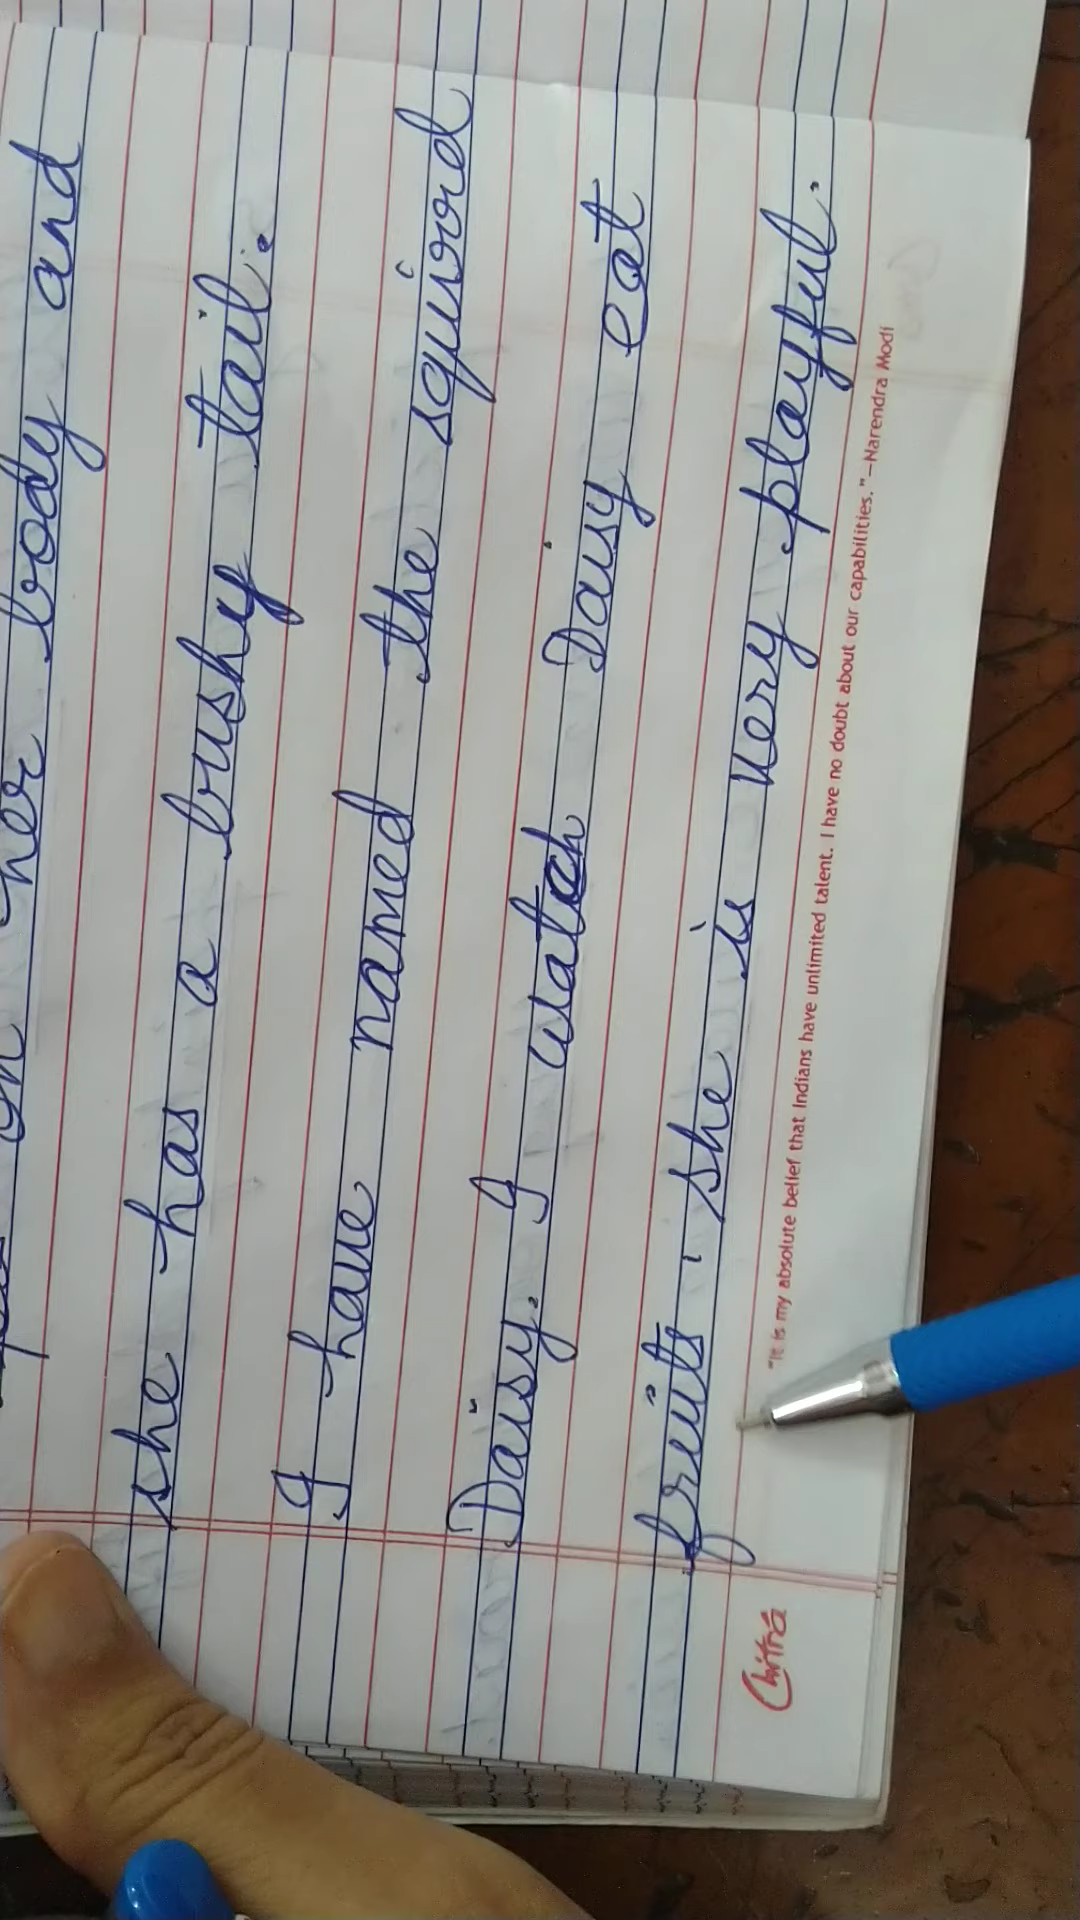 on her body and
she has a brushy tail.
I have named the squirrel
Daisy. I watch Daisy eat
fruits. she is very playful.
"It is my absolute belief that Indians have unlimited talent. I have no doubt about our capabilities." –Narendra Modi
Chitra